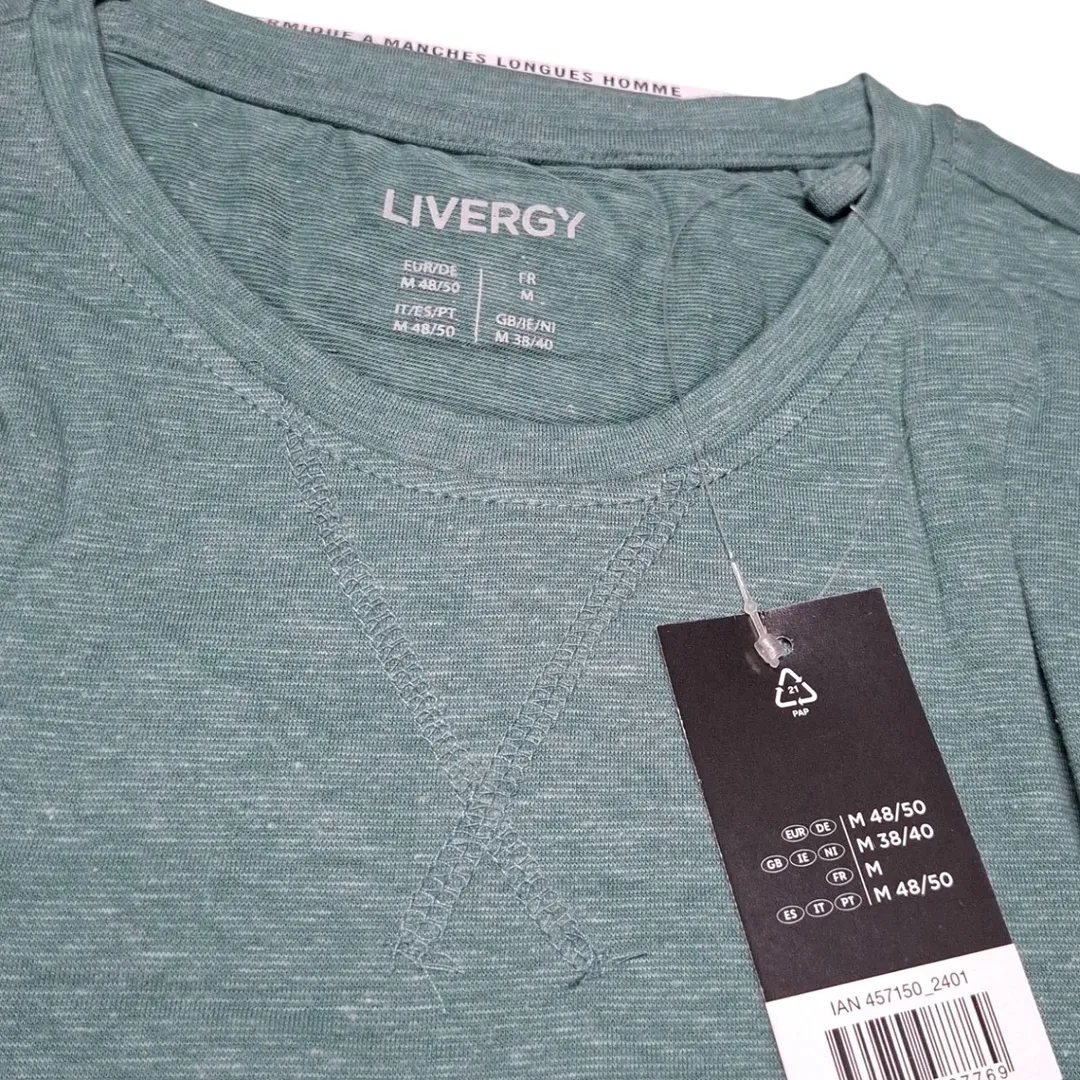 RMIQUE A MANCHES LONGUES HOMME
LIVERGY
EUR/DE
M 48/50
FR
M
IT/ES/PT
M 48/50
GB/IE/NI
M 38/40
21
PAP
EUR DE M 48/50
GB IE NI M 38/40
FR M
ES IT PT M 48/50
IAN 457150_2401
7769